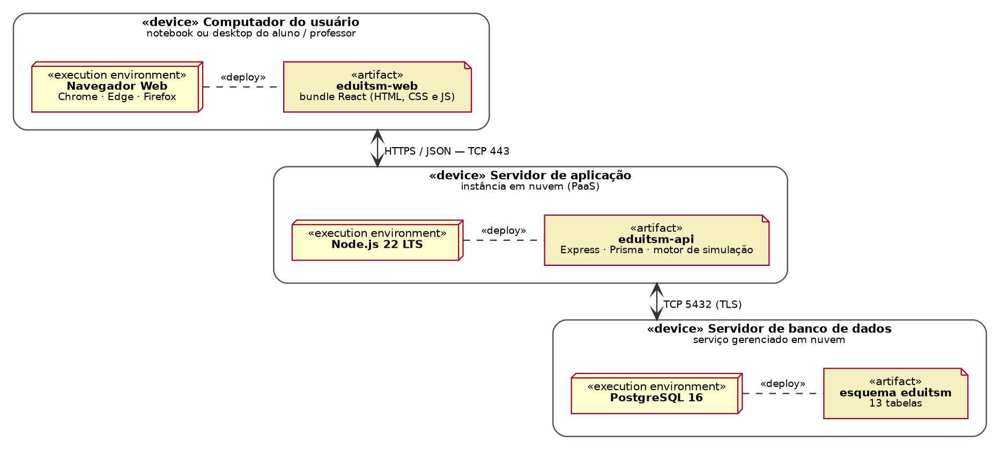 «device» Computador do usuário
notebook ou desktop do aluno / professor
«execution environment»
Navegador Web
Chrome · Edge · Firefox
«deploy»
«artifact»
eduitsm-web
bundle React (HTML, CSS e JS)
HTTPS / JSON — TCP 443
«device» Servidor de aplicação
instância em nuvem (PaaS)
«execution environment»
Node.js 22 LTS
«deploy»
«artifact»
eduitsm-api
Express · Prisma · motor de simulação
TCP 5432 (TLS)
«device» Servidor de banco de dados
serviço gerenciado em nuvem
«execution environment»
PostgreSQL 16
«deploy»
«artifact»
esquema eduitsm
13 tabelas